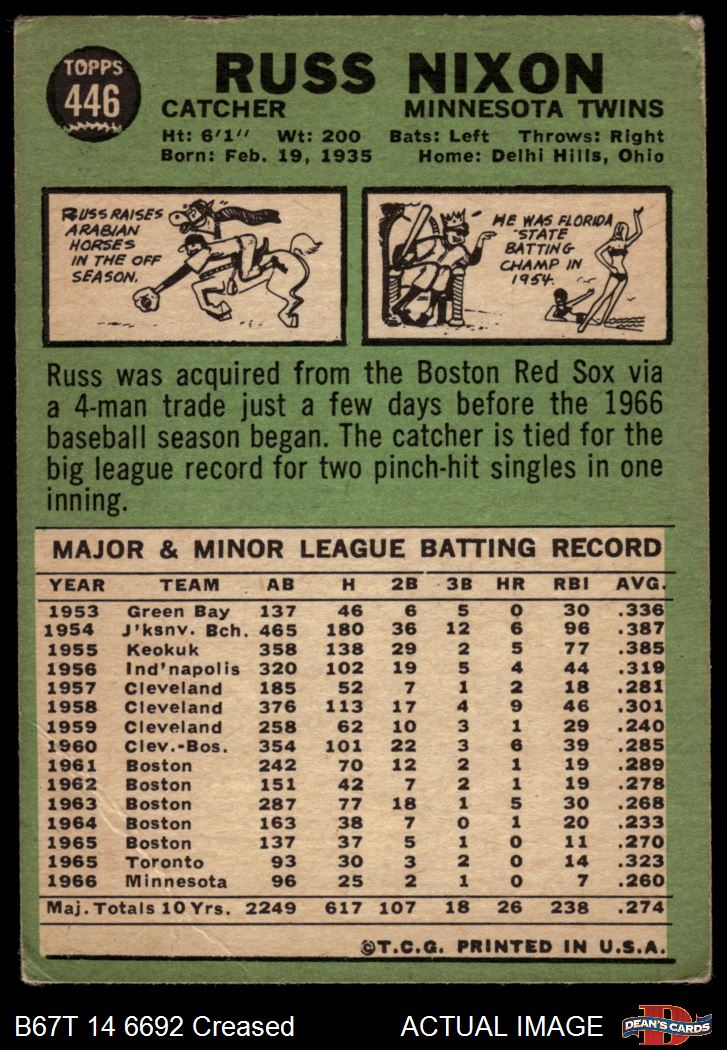 TOPPS
446
RUSS NIXON
CATCHER MINNESOTA TWINS
Ht: 6'1" Wt: 200 Bats: Left Throws: Right
Born: Feb. 19, 1935 Home: Delhi Hills, Ohio
RUSS RAISES
ARABIAN
HORSES
IN THE OFF
SEASON.
HE WAS FLORIDA
STATE
BATTING
CHAMP IN
1954.
Russ was acquired from the Boston Red Sox via
a 4-man trade just a few days before the 1966
baseball season began. The catcher is tied for the
big league record for two pinch-hit singles in one
inning.
MAJOR & MINOR LEAGUE BATTING RECORD
YEAR TEAM AB H 2B 3B HR RBI AVG.
1953 Green Bay 137 46 6 5 0 30 .336
1954 J'ksnv. Bch. 465 180 36 12 6 96 .387
1955 Keokuk 358 138 29 2 5 77 .385
1956 Ind'napolis 320 102 19 5 4 44 .319
1957 Cleveland 185 52 7 1 2 18 .281
1958 Cleveland 376 113 17 4 9 46 .301
1959 Cleveland 258 62 10 3 1 29 .240
1960 Clev.-Bos. 354 101 22 3 6 39 .285
1961 Boston 242 70 12 2 1 19 .289
1962 Boston 151 42 7 2 1 19 .278
1963 Boston 287 77 18 1 5 30 .268
1964 Boston 163 38 7 0 1 20 .233
1965 Boston 137 37 5 1 0 11 .270
1965 Toronto 93 30 3 2 0 14 .323
1966 Minnesota 96 25 2 1 0 7 .260
Maj. Totals 10 Yrs. 2249 617 107 18 26 238 .274
©T.C.G. PRINTED IN U.S.A.
B67T 14 6692 Creased ACTUAL IMAGE
D
DEAN'S CARDS